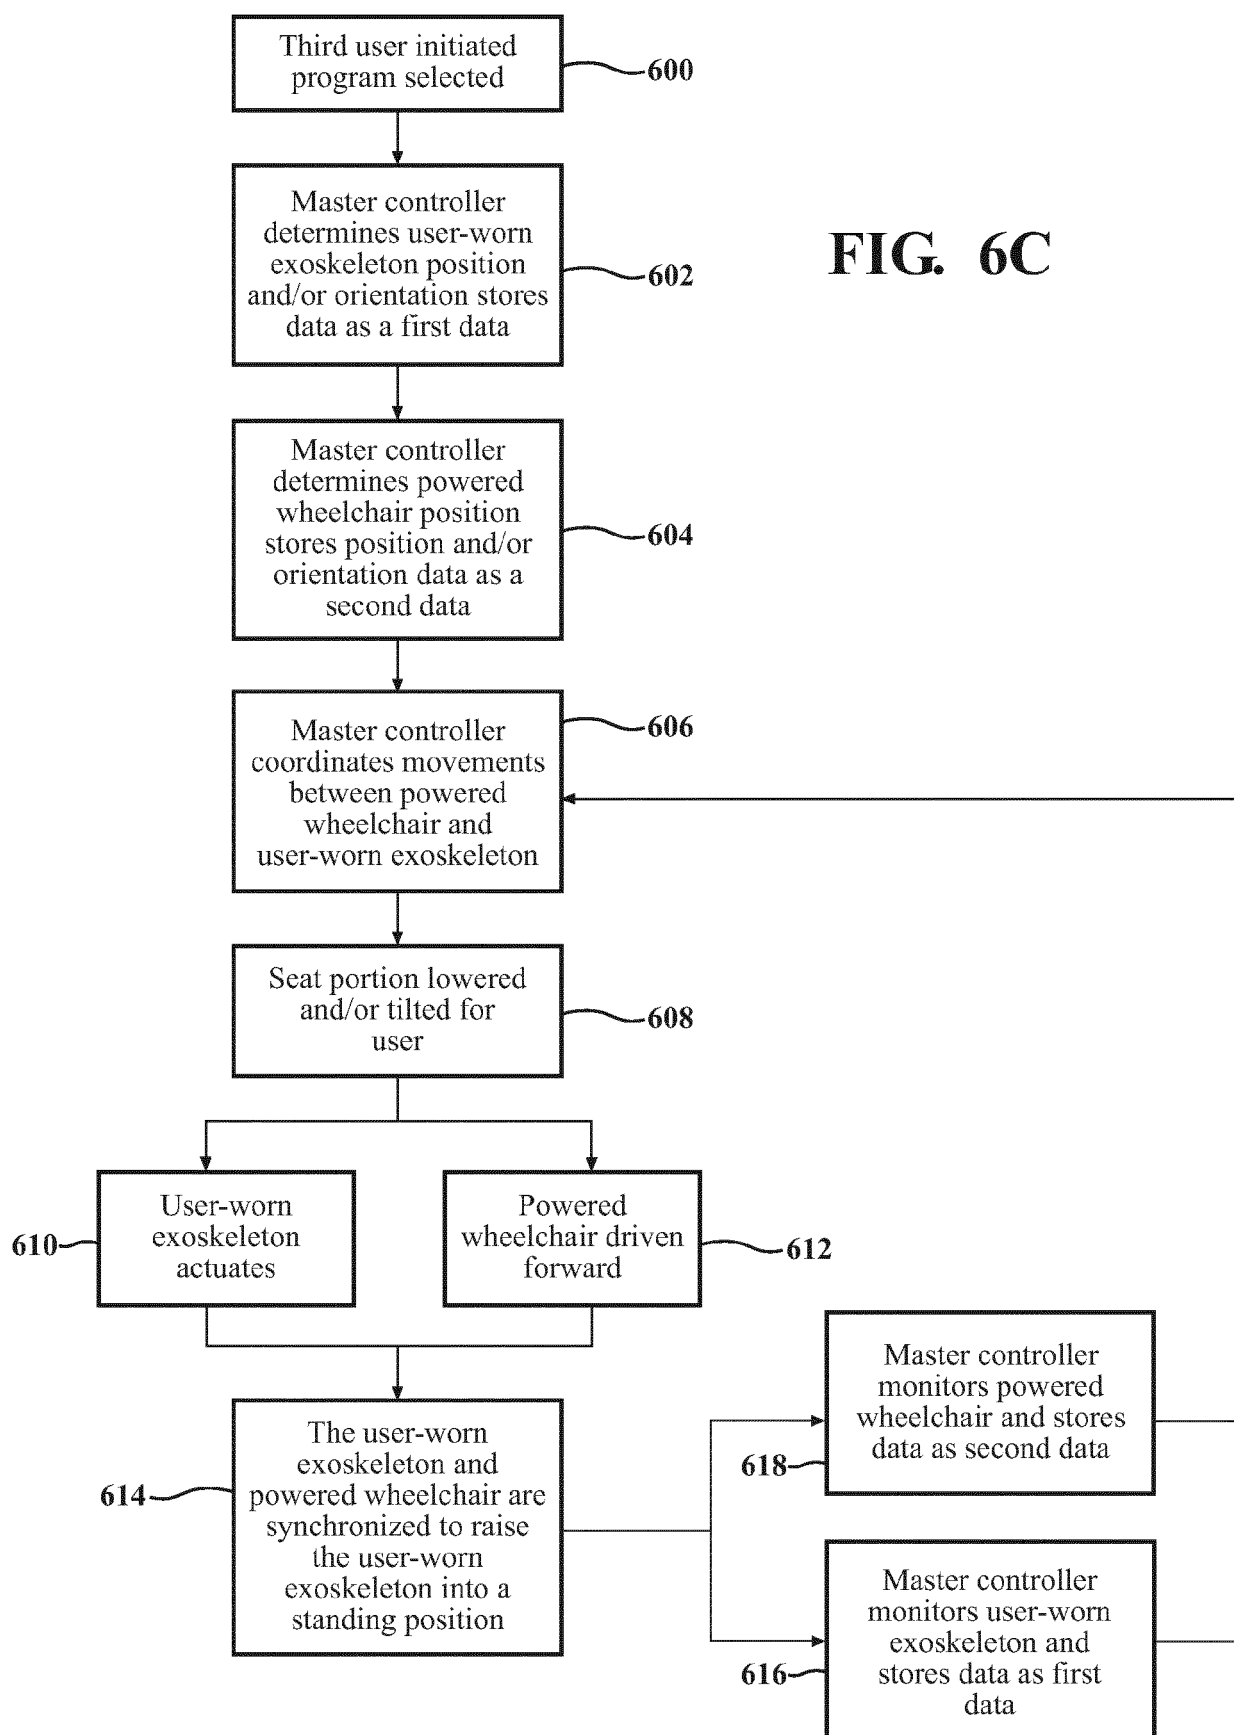 Third user initiated
program selected
600
Master controller
determines user-worn
exoskeleton position
and/or orientation stores
data as a first data
602
FIG. 6C
Master controller
determines powered
wheelchair position
stores position and/or
orientation data as a
second data
604
Master controller
coordinates movements
between powered
wheelchair and
user-worn exoskeleton
606
Seat portion lowered
and/or tilted for
user
608
User-worn
exoskeleton
actuates
610
Powered
wheelchair driven
forward
612
The user-worn
exoskeleton and
powered wheelchair are
synchronized to raise
the user-worn
exoskeleton into a
standing position
614
Master controller
monitors powered
wheelchair and stores
data as second data
618
Master controller
monitors user-worn
exoskeleton and
stores data as first
data
616